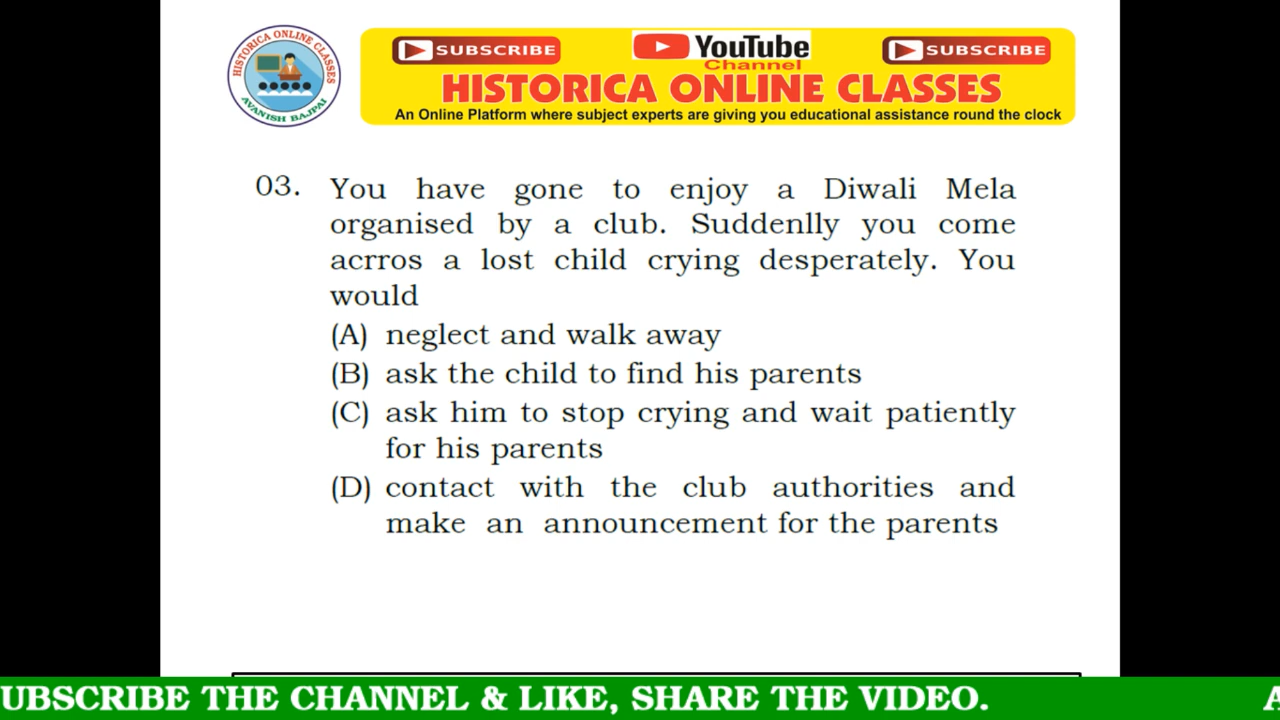 HISTORICA ONLINE CLASSES
AVANISH BAJPAI
SUBSCRIBE
YouTube
Channel
SUBSCRIBE
HISTORICA ONLINE CLASSES
An Online Platform where subject experts are giving you educational assistance round the clock
03. You have gone to enjoy a Diwali Mela
organised by a club. Suddenlly you come
acrros a lost child crying desperately. You
would
(A) neglect and walk away
(B) ask the child to find his parents
(C) ask him to stop crying and wait patiently
for his parents
(D) contact with the club authorities and
make an announcement for the parents
UBSCRIBE THE CHANNEL & LIKE, SHARE THE VIDEO. A